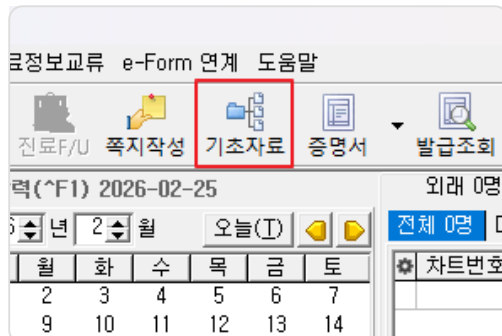 료정보교류 e-Form 연계 도움말
진료F/U 쪽지작성 기초자료 증명서 발급조회
력(^F1) 2026-02-25 외래 0명
년 2 월 오늘(T) 전체 0명
월 화 수 목 금 토 차트번호
2 3 4 5 6 7
9 10 11 12 13 14